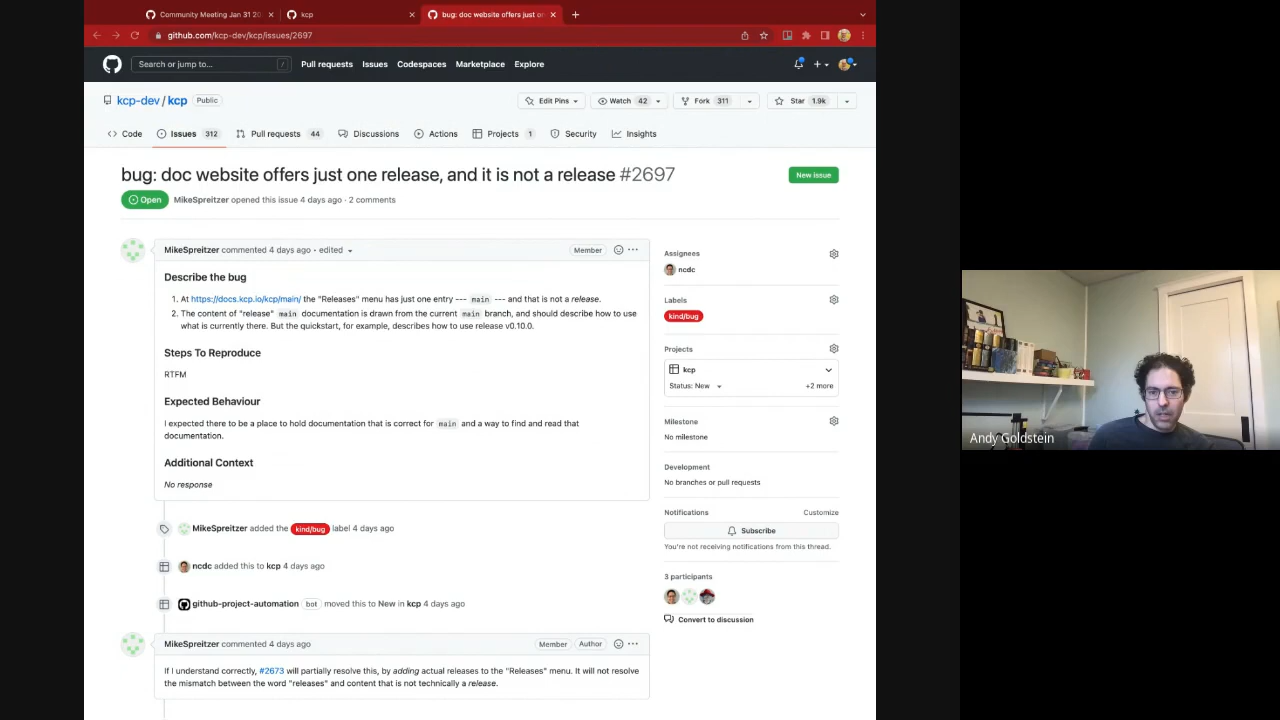 Community Meeting Jan 31 20
kcp
bug: doc website offers just on
github.com/kcp-dev/kcp/issues/2697
Search or jump to...
/
Pull requests
Issues
Codespaces
Marketplace
Explore
kcp-dev / kcp
Public
Edit Pins
Watch 42
Fork 311
Star 1.9k
Code
Issues 312
Pull requests 44
Discussions
Actions
Projects 1
Security
Insights
bug: doc website offers just one release, and it is not a release #2697
New issue
Open
MikeSpreitzer opened this issue 4 days ago · 2 comments
MikeSpreitzer commented 4 days ago · edited
Member
Describe the bug
1. At https://docs.kcp.io/kcp/main/ the "Releases" menu has just one entry --- main --- and that is not a release.
2. The content of "release" main documentation is drawn from the current main branch, and should describe how to use
what is currently there. But the quickstart, for example, describes how to use release v0.10.0.
Steps To Reproduce
RTFM
Expected Behaviour
I expected there to be a place to hold documentation that is correct for main and a way to find and read that
documentation.
Additional Context
No response
MikeSpreitzer added the kind/bug label 4 days ago
ncdc added this to kcp 4 days ago
github-project-automation bot moved this to New in kcp 4 days ago
MikeSpreitzer commented 4 days ago
Member
Author
If I understand correctly, #2673 will partially resolve this, by adding actual releases to the "Releases" menu. It will not resolve
the mismatch between the word "releases" and content that is not technically a release.
Assignees
ncdc
Labels
kind/bug
Projects
kcp
Status: New
+2 more
Milestone
No milestone
Development
No branches or pull requests
Notifications
Customize
Subscribe
You're not receiving notifications from this thread.
3 participants
Convert to discussion
Andy Goldstein